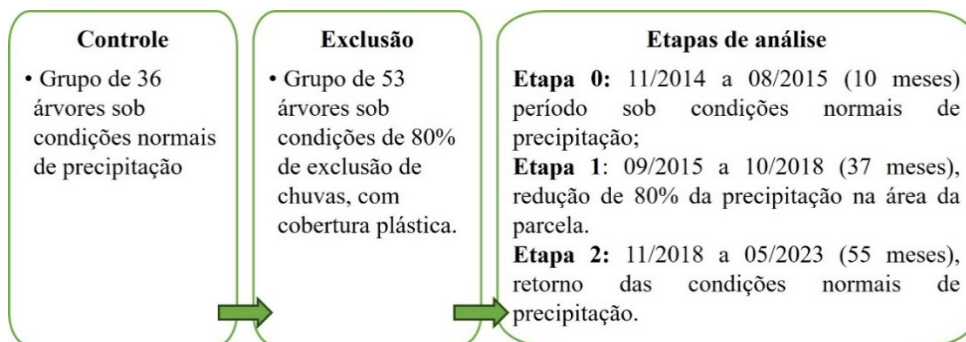 Controle
• Grupo de 36
árvores sob
condições normais
de precipitação
Exclusão
• Grupo de 53
árvores sob
condições de 80%
de exclusão de
chuvas, com
cobertura plástica.
Etapas de análise
Etapa 0: 11/2014 a 08/2015 (10 meses)
período sob condições normais de
precipitação;
Etapa 1: 09/2015 a 10/2018 (37 meses),
redução de 80% da precipitação na área da
parcela.
Etapa 2: 11/2018 a 05/2023 (55 meses),
retorno das condições normais de
precipitação.